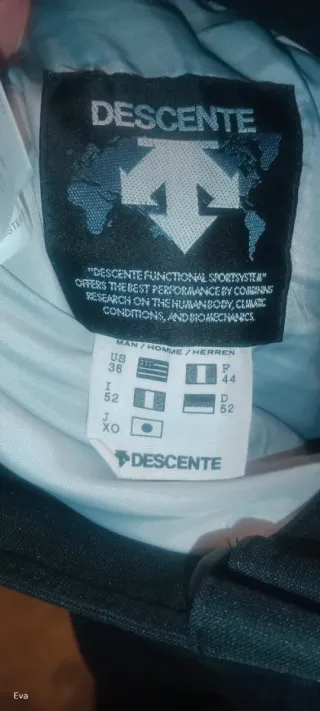 DESCENTE
"DESCENTE FUNCTIONAL SPORTSYSTEM"
OFFERS THE BEST PERFORMANCE BY COMBINING
RESEARCH ON THE HUMAN BODY, CLIMATIC
CONDITIONS, AND BIOMECHANICS.
MAN / HOMME / HERREN
US 36 F 44
I 52 D 52
J XO
DESCENTE
Eva